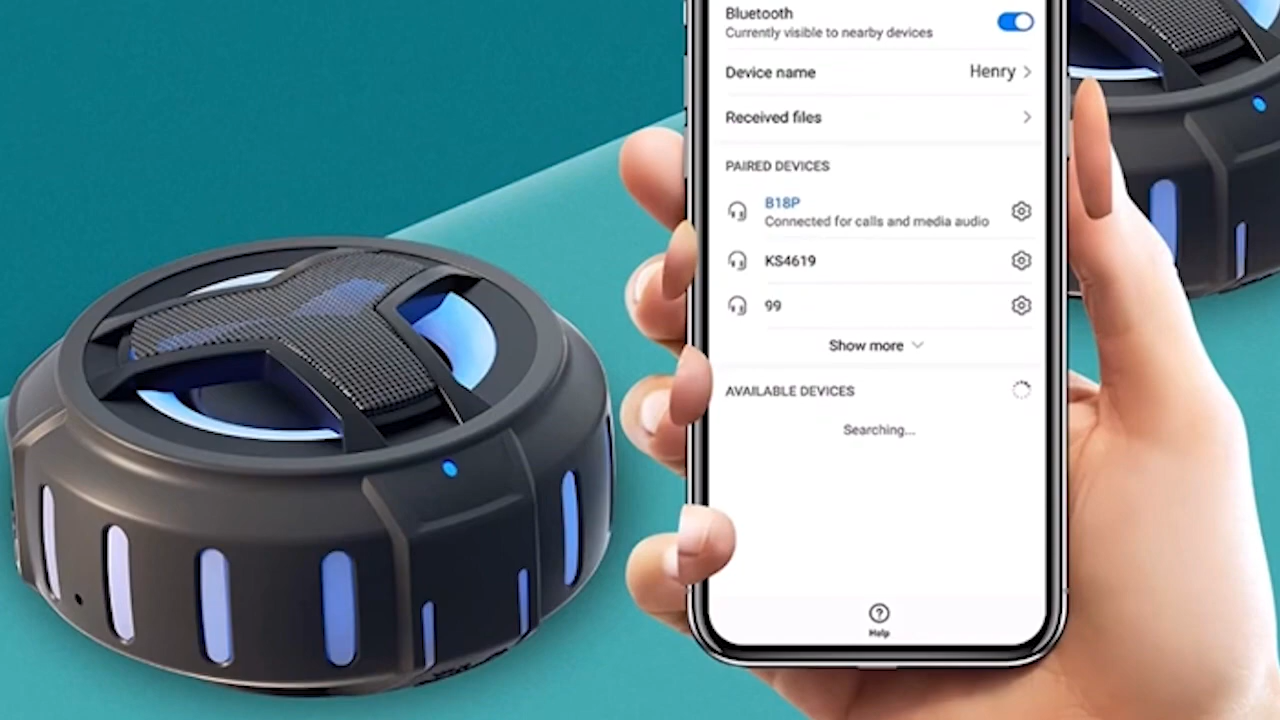 Bluetooth
Currently visible to nearby devices
Device name Henry
Received files
PAIRED DEVICES
B18P
Connected for calls and media audio
KS4619
99
Show more
AVAILABLE DEVICES
Searching...
Help